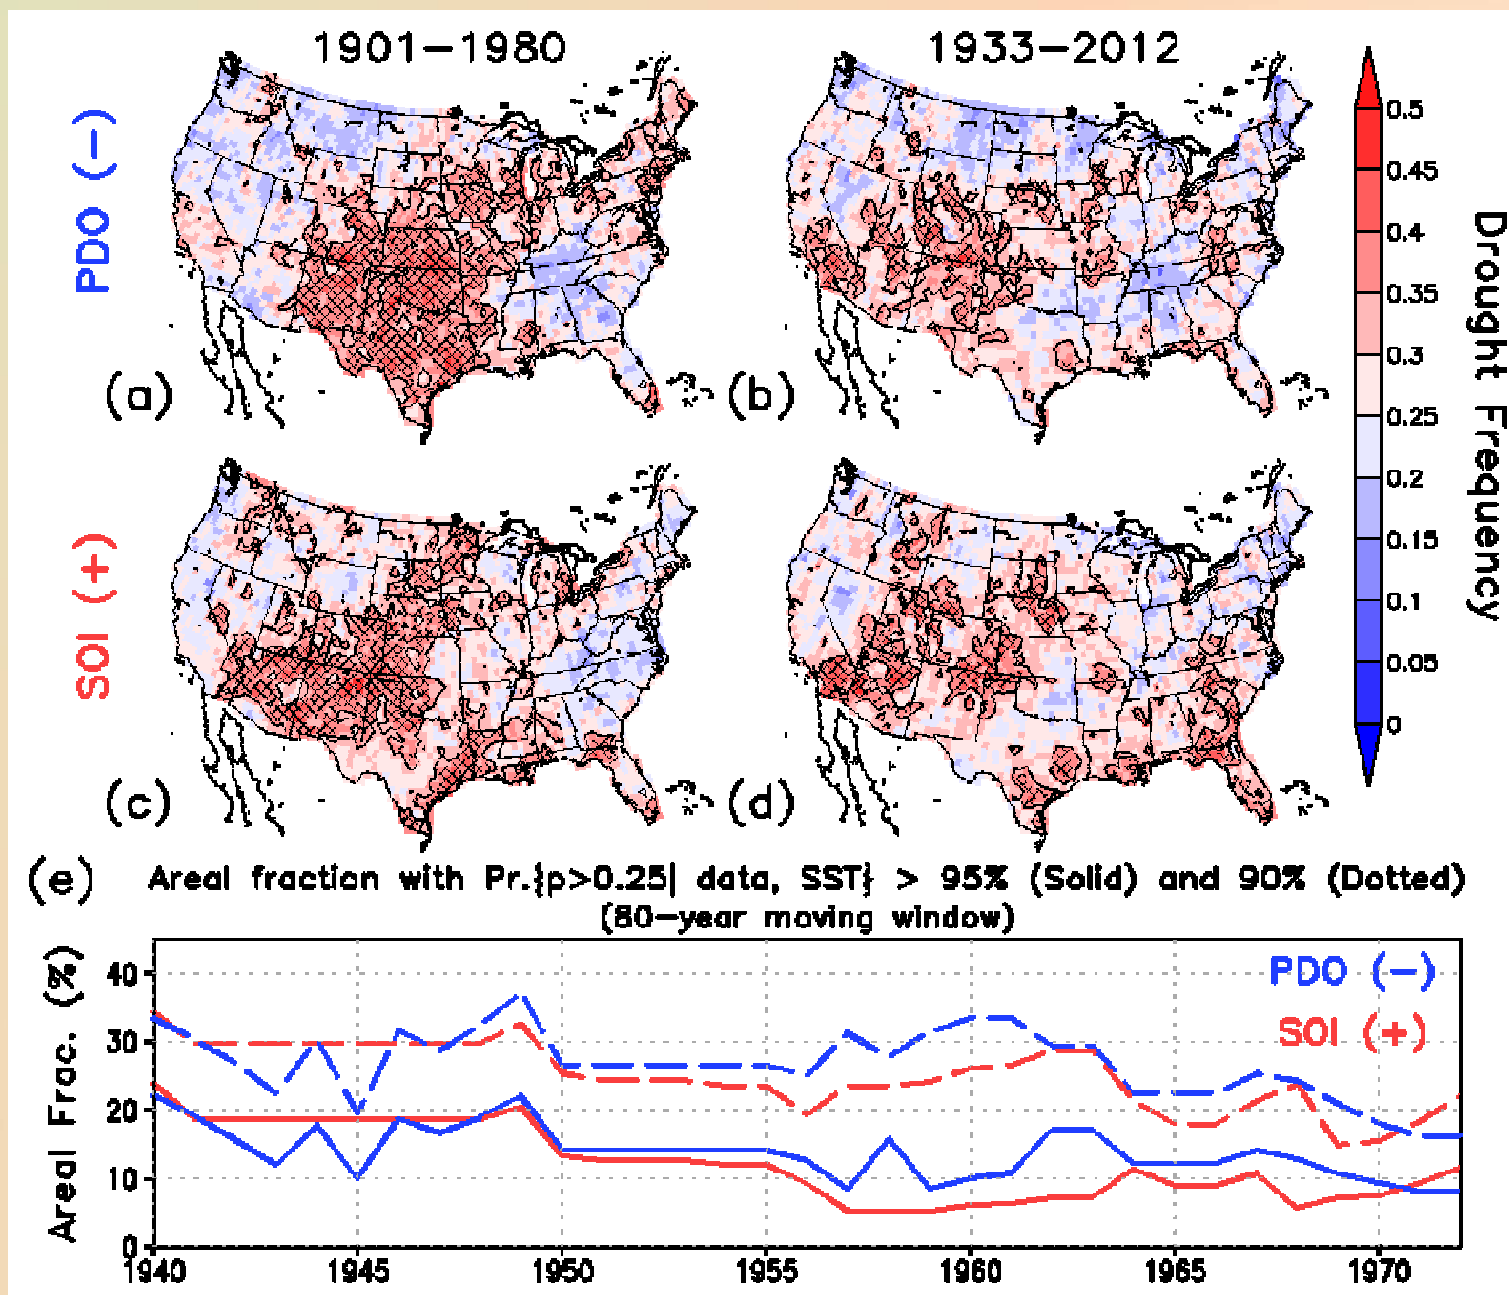 1901-1980 1933-2012
PDO (-)
SOI (+)
(a)
(b)
(c)
(d)
0.5
0.45
0.4
0.35
0.3
0.25
0.2
0.15
0.1
0.05
0
Drought Frequency
(e) Areal fraction with Pr.{p>0.25| data, SST} > 95% (Solid) and 90% (Dotted)
(80-year moving window)
Areal Frac. (%)
40
30
20
10
0
PDO (-)
SOI (+)
1940 1945 1950 1955 1960 1965 1970